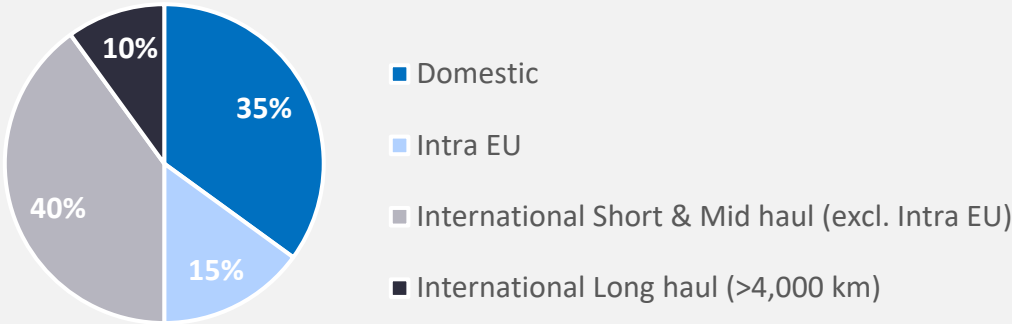 10%
35%
40%
15%
Domestic
Intra EU
International Short & Mid haul (excl. Intra EU)
International Long haul (>4,000 km)